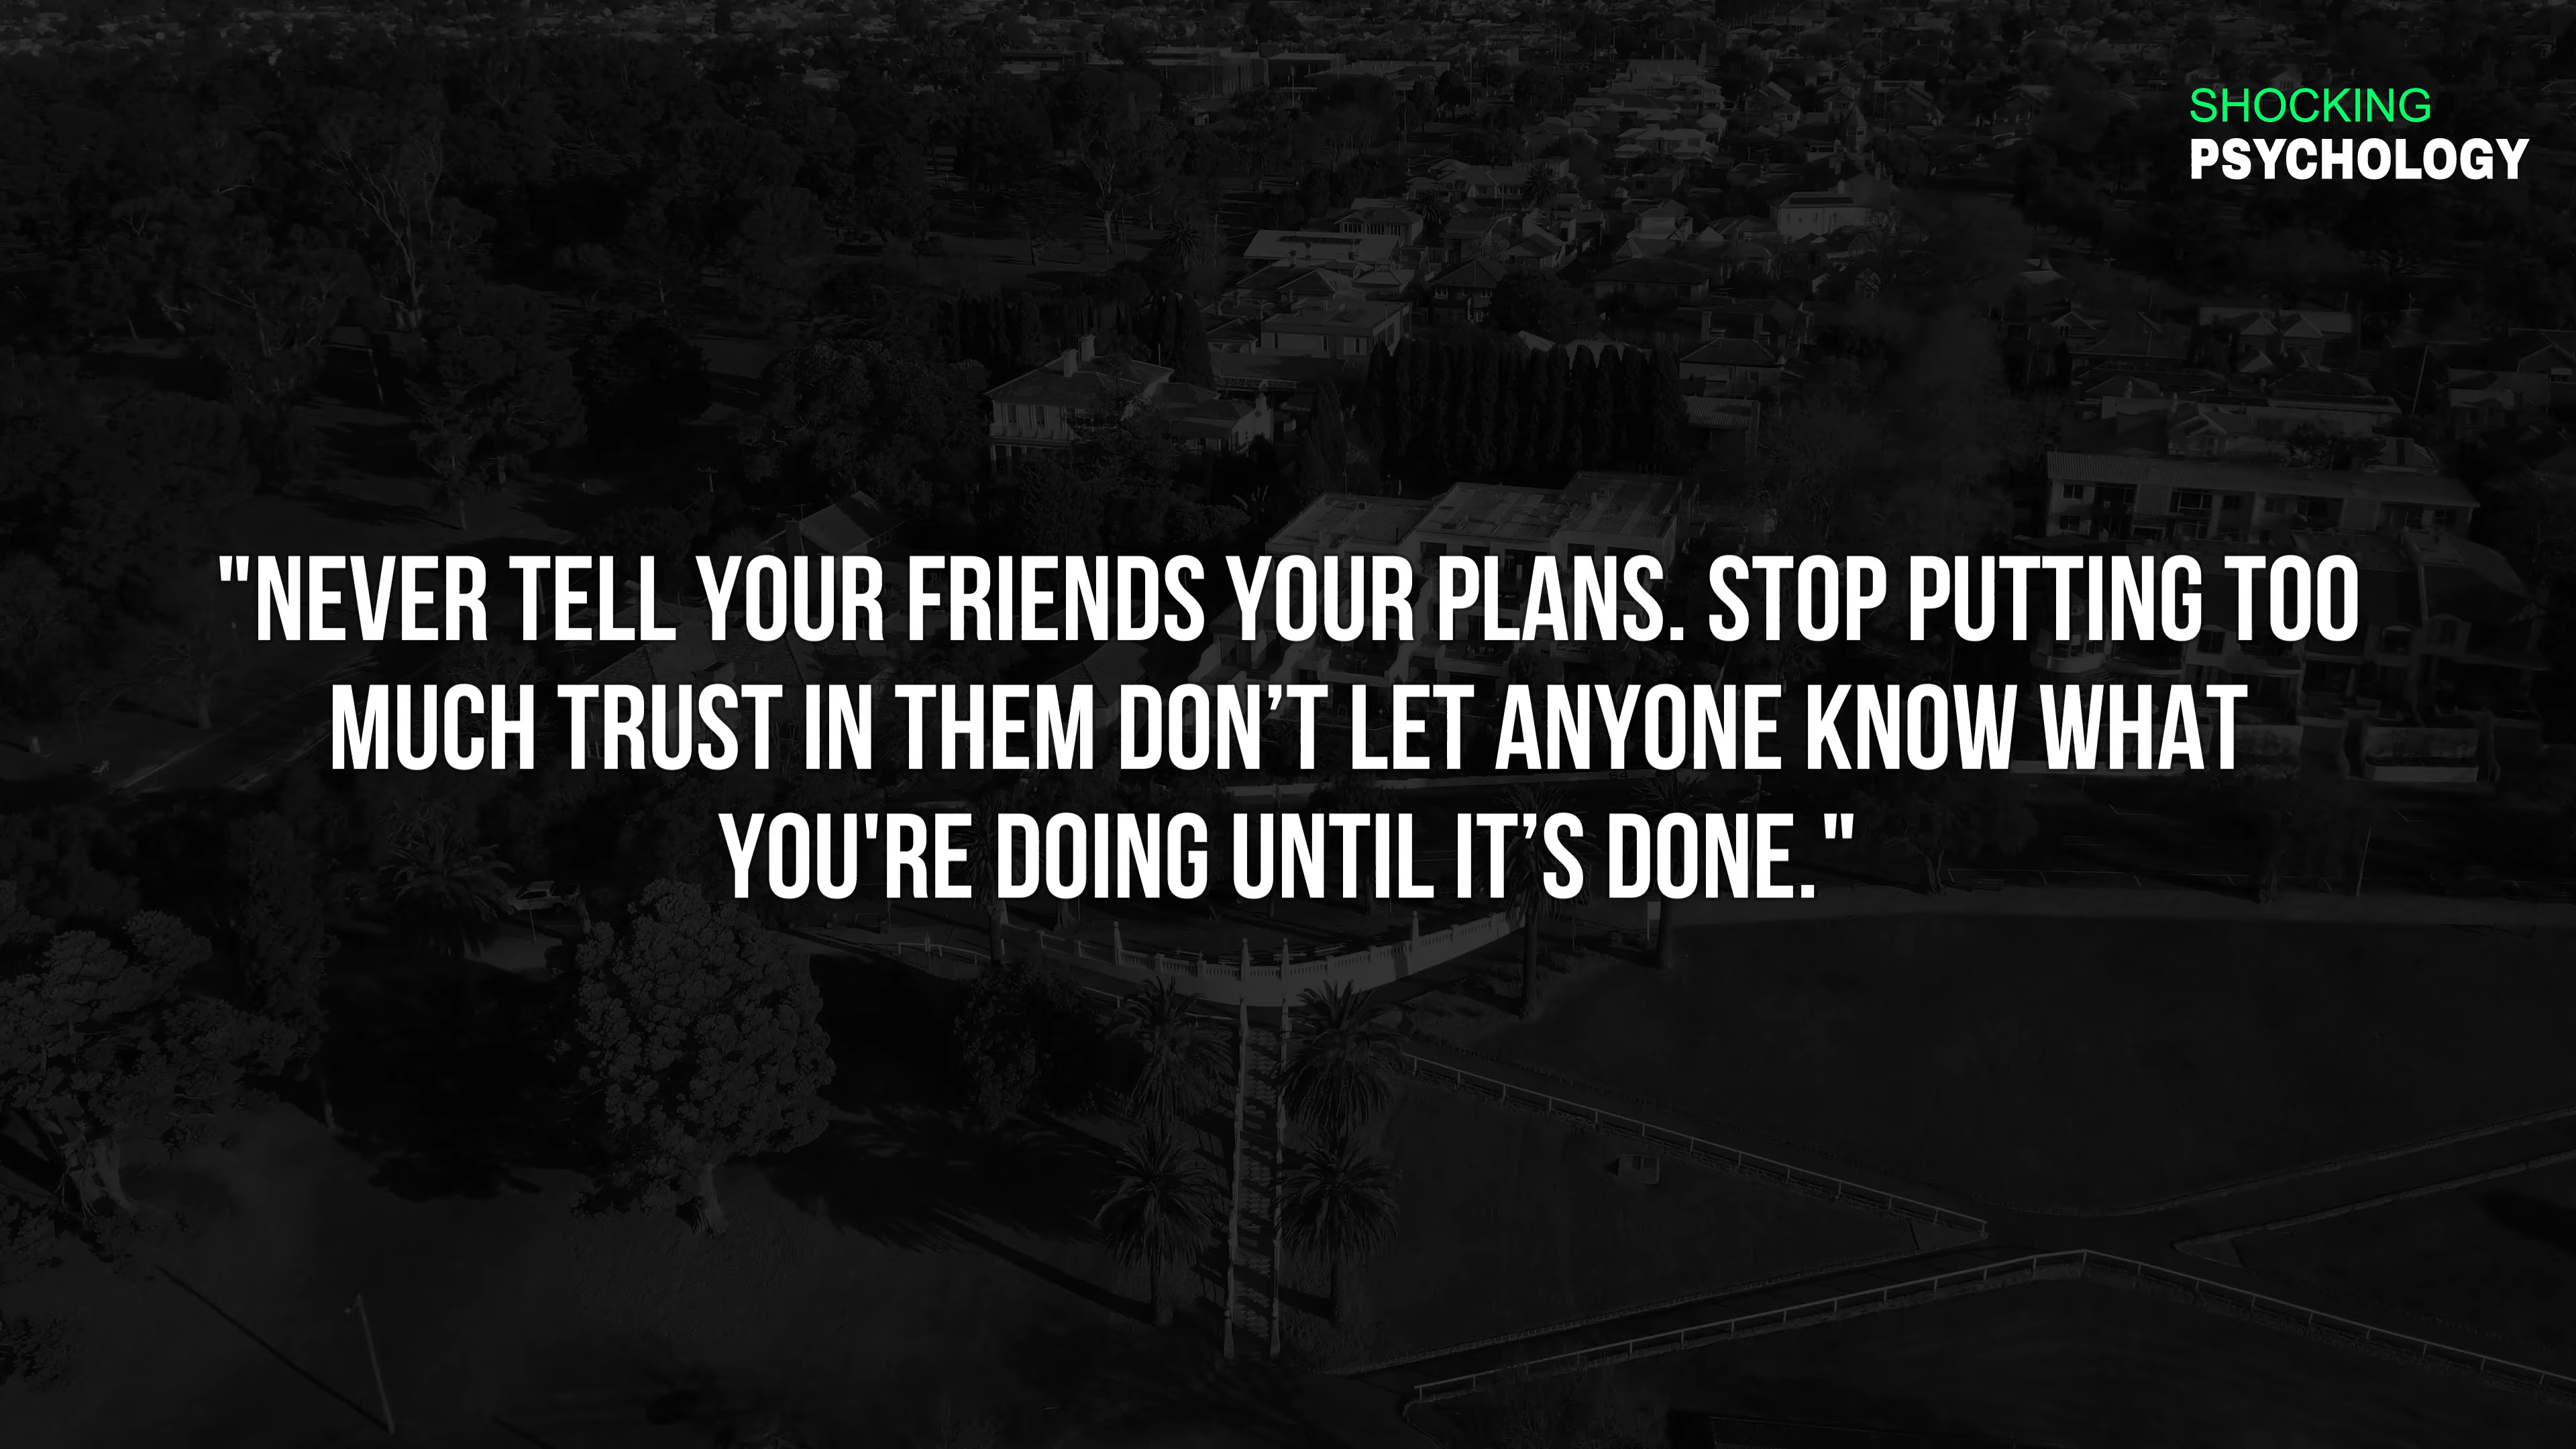 SHOCKING
PSYCHOLOGY
"NEVER TELL YOUR FRIENDS YOUR PLANS. STOP PUTTING TOO
MUCH TRUST IN THEM DON’T LET ANYONE KNOW WHAT
YOU'RE DOING UNTIL IT’S DONE."